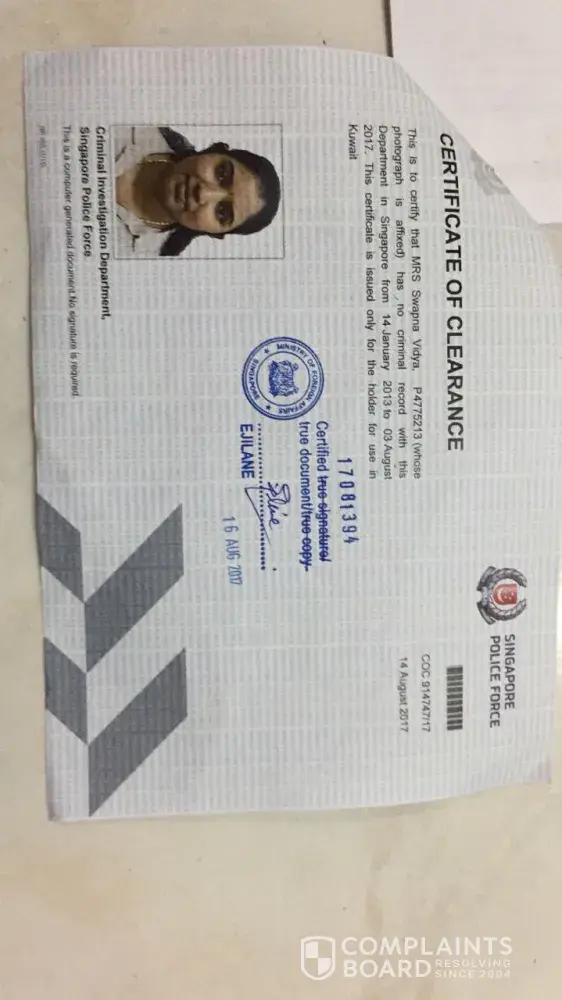 SINGAPORE
POLICE FORCE
COC 914747/17
14 August 2017
CERTIFICATE OF CLEARANCE
This is to certify that MRS Swapna Vidya, P4775213 (whose
photograph is affixed) has no criminal record with this
Department in Singapore from 14 January 2013 to 03 August
2017. This certificate is issued only for the holder for use in
Kuwait
17081394
Certified true signature/
true document/true copy
MINISTRY OF FOREIGN AFFAIRS
SINGAPORE
EJILANE
16 AUG 2017
Criminal Investigation Department,
Singapore Police Force
This is a computer generated document. No signature is required.
COMPLAINTS
BOARD RESOLVING
SINCE 2004